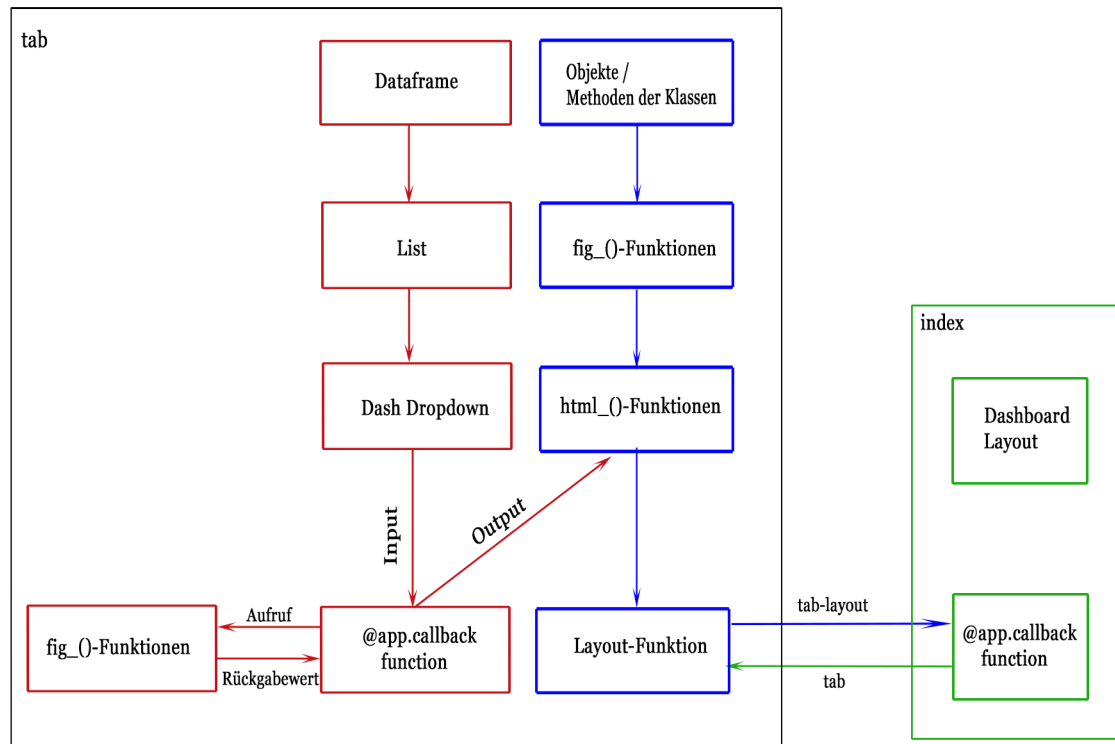 tab
Dataframe
Objekte /
Methoden der Klassen
List
fig_()-Funktionen
index
Dash Dropdown
html_()-Funktionen
Dashboard
Layout
Input
Output
Aufruf
fig_()-Funktionen
Rückgabewert
@app.callback
function
Layout-Funktion
tab-layout
tab
@app.callback
function